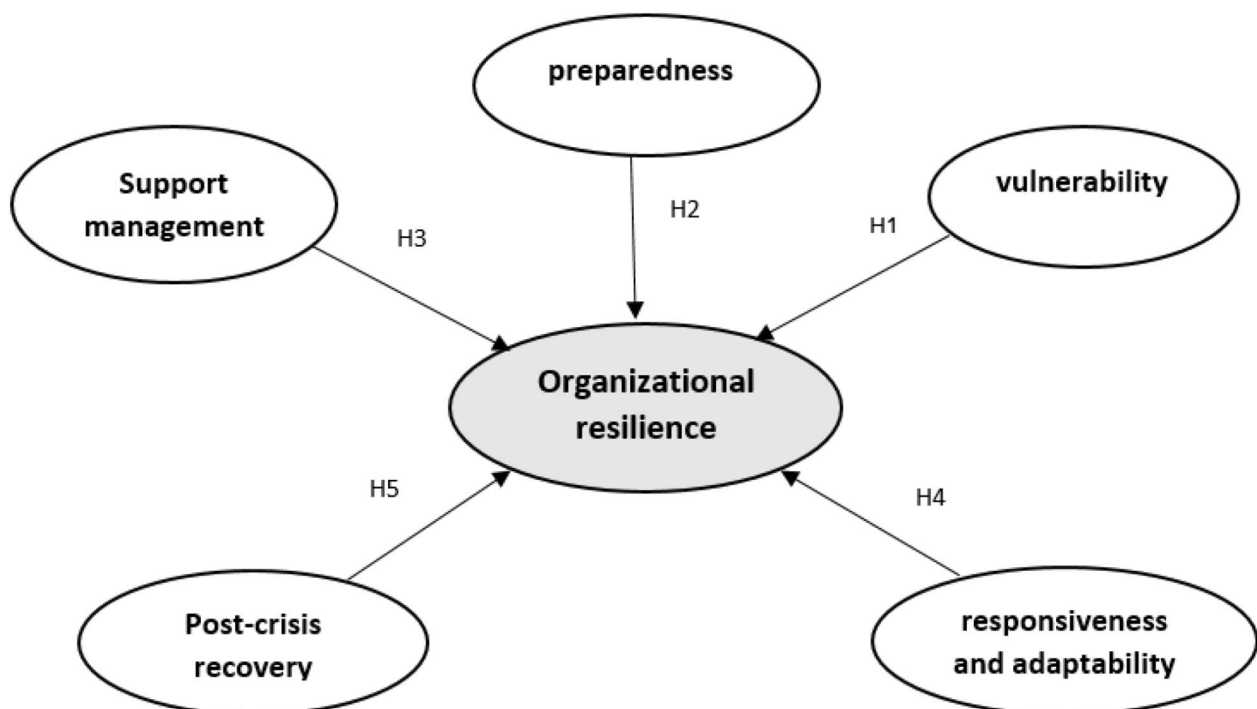 preparedness
Support
management
vulnerability
H3
H2
H1
Organizational
resilience
H5
H4
Post-crisis
recovery
responsiveness
and adaptability